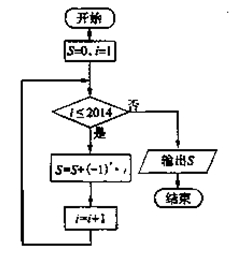 开始
S=0, i=1
i≤2014
否
是
S=S+(-1)^i·i
输出S
i=i+1
结束